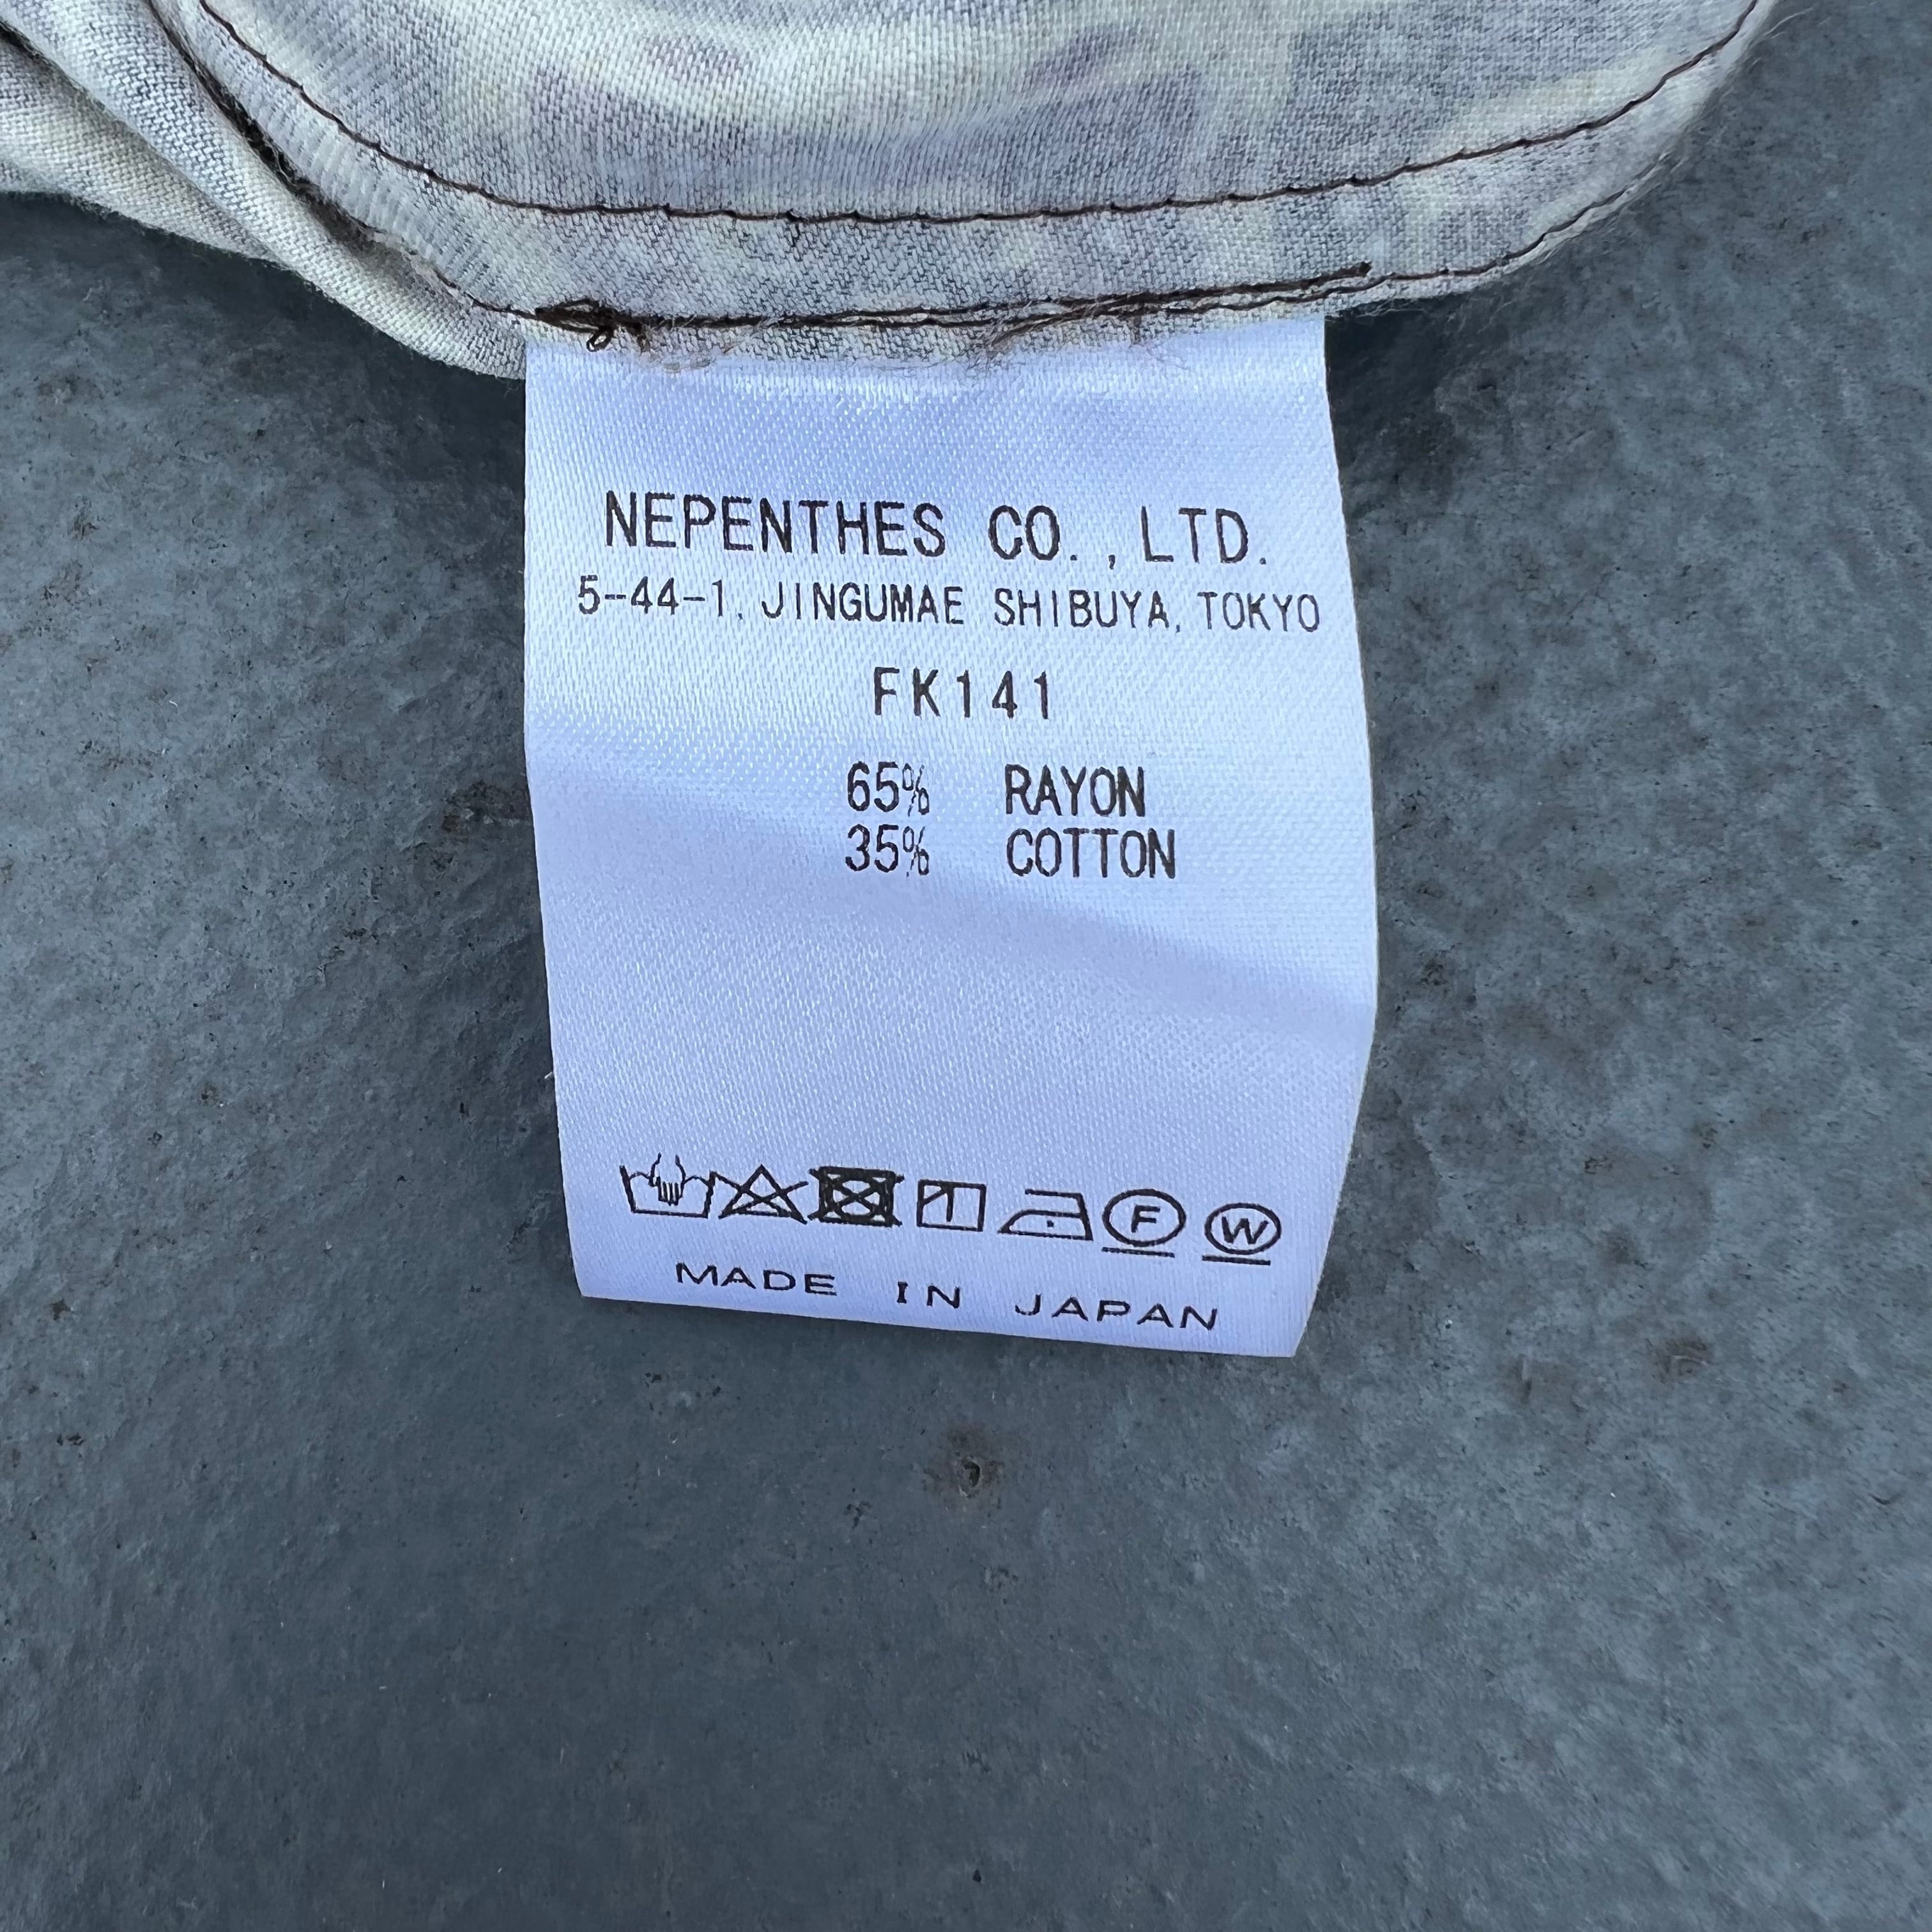 NEPENTHES CO.,LTD.
5-44-1, JINGUMAE SHIBUYA, TOKYO
FK141
65% RAYON
35% COTTON
F W
MADE IN JAPAN